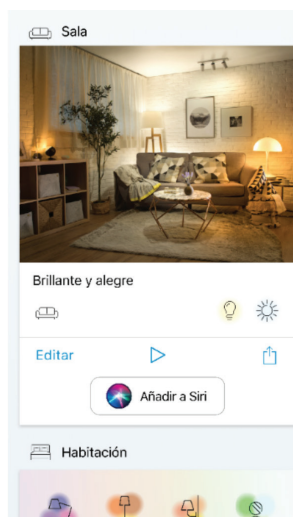 Sala
Brillante y alegre
Editar
Añadir a Siri
Habitación